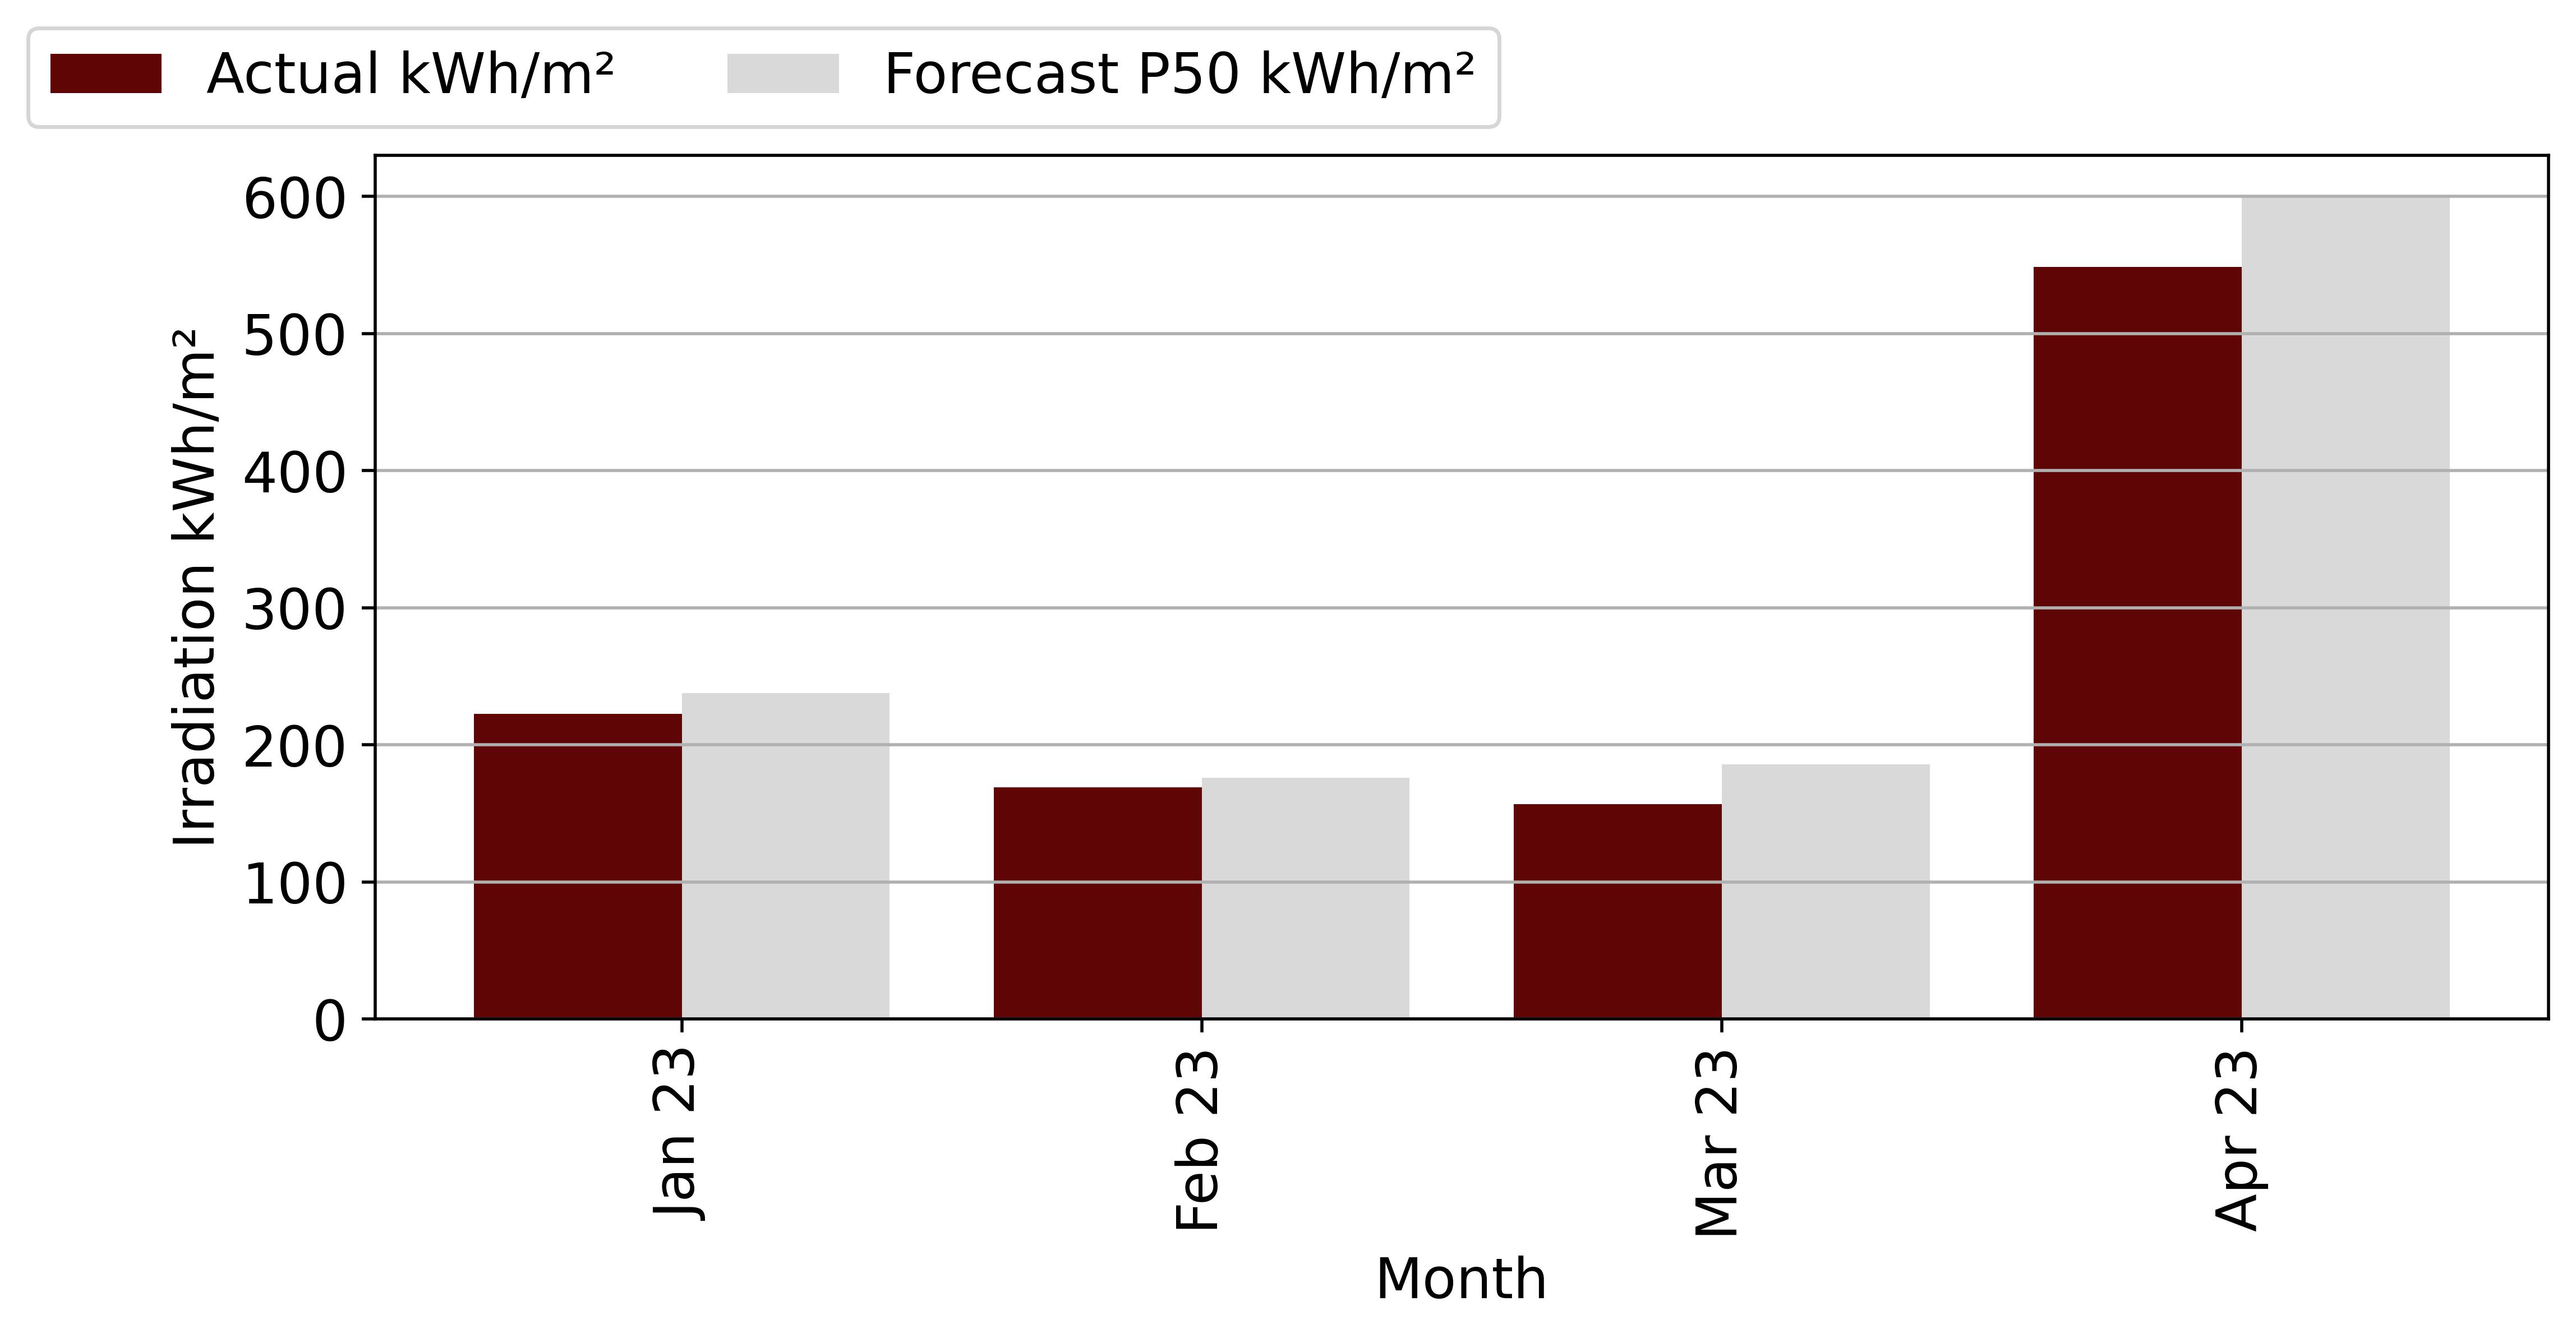 Actual kWh/m² Forecast P50 kWh/m²
600
500
400
300
200
100
0
Irradiation kWh/m²
Jan 23
Feb 23
Mar 23
Apr 23
Month